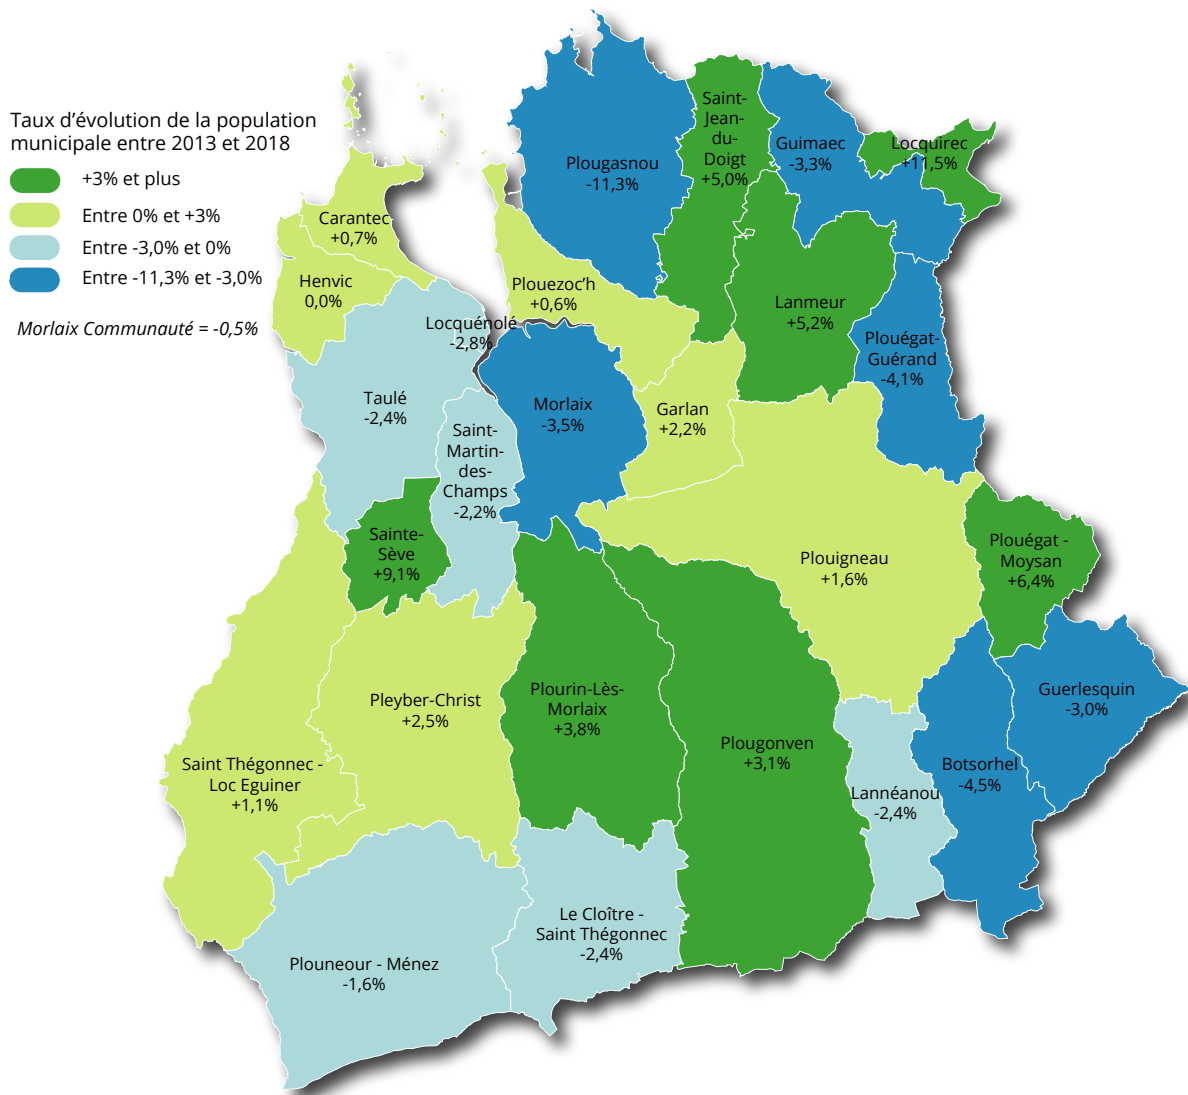 Taux d’évolution de la population
municipale entre 2013 et 2018
+3% et plus
Entre 0% et +3%
Entre -3,0% et 0%
Entre -11,3% et -3,0%
Morlaix Communauté = -0,5%
Plougasnou
-11,3%
Saint-
Jean-
du-
Doigt
+5,0%
Guimaec
-3,3%
Locquirec
+11,5%
Carantec
+0,7%
Henvic
0,0%
Plouezoc’h
+0,6%
Lanmeur
+5,2%
Locquénolé
-2,8%
Plouégat-
Guérand
-4,1%
Taulé
-2,4%
Morlaix
-3,5%
Garlan
+2,2%
Saint-
Martin-
des-
Champs
-2,2%
Sainte-
Sève
+9,1%
Plouigneau
+1,6%
Plouégat -
Moysan
+6,4%
Pleyber-Christ
+2,5%
Plourin-Lès-
Morlaix
+3,8%
Guerlesquin
-3,0%
Plougonven
+3,1%
Saint Thégonnec -
Loc Eguiner
+1,1%
Botsorhel
-4,5%
Lannéanou
-2,4%
Le Cloître -
Saint Thégonnec
-2,4%
Plouneour - Ménez
-1,6%